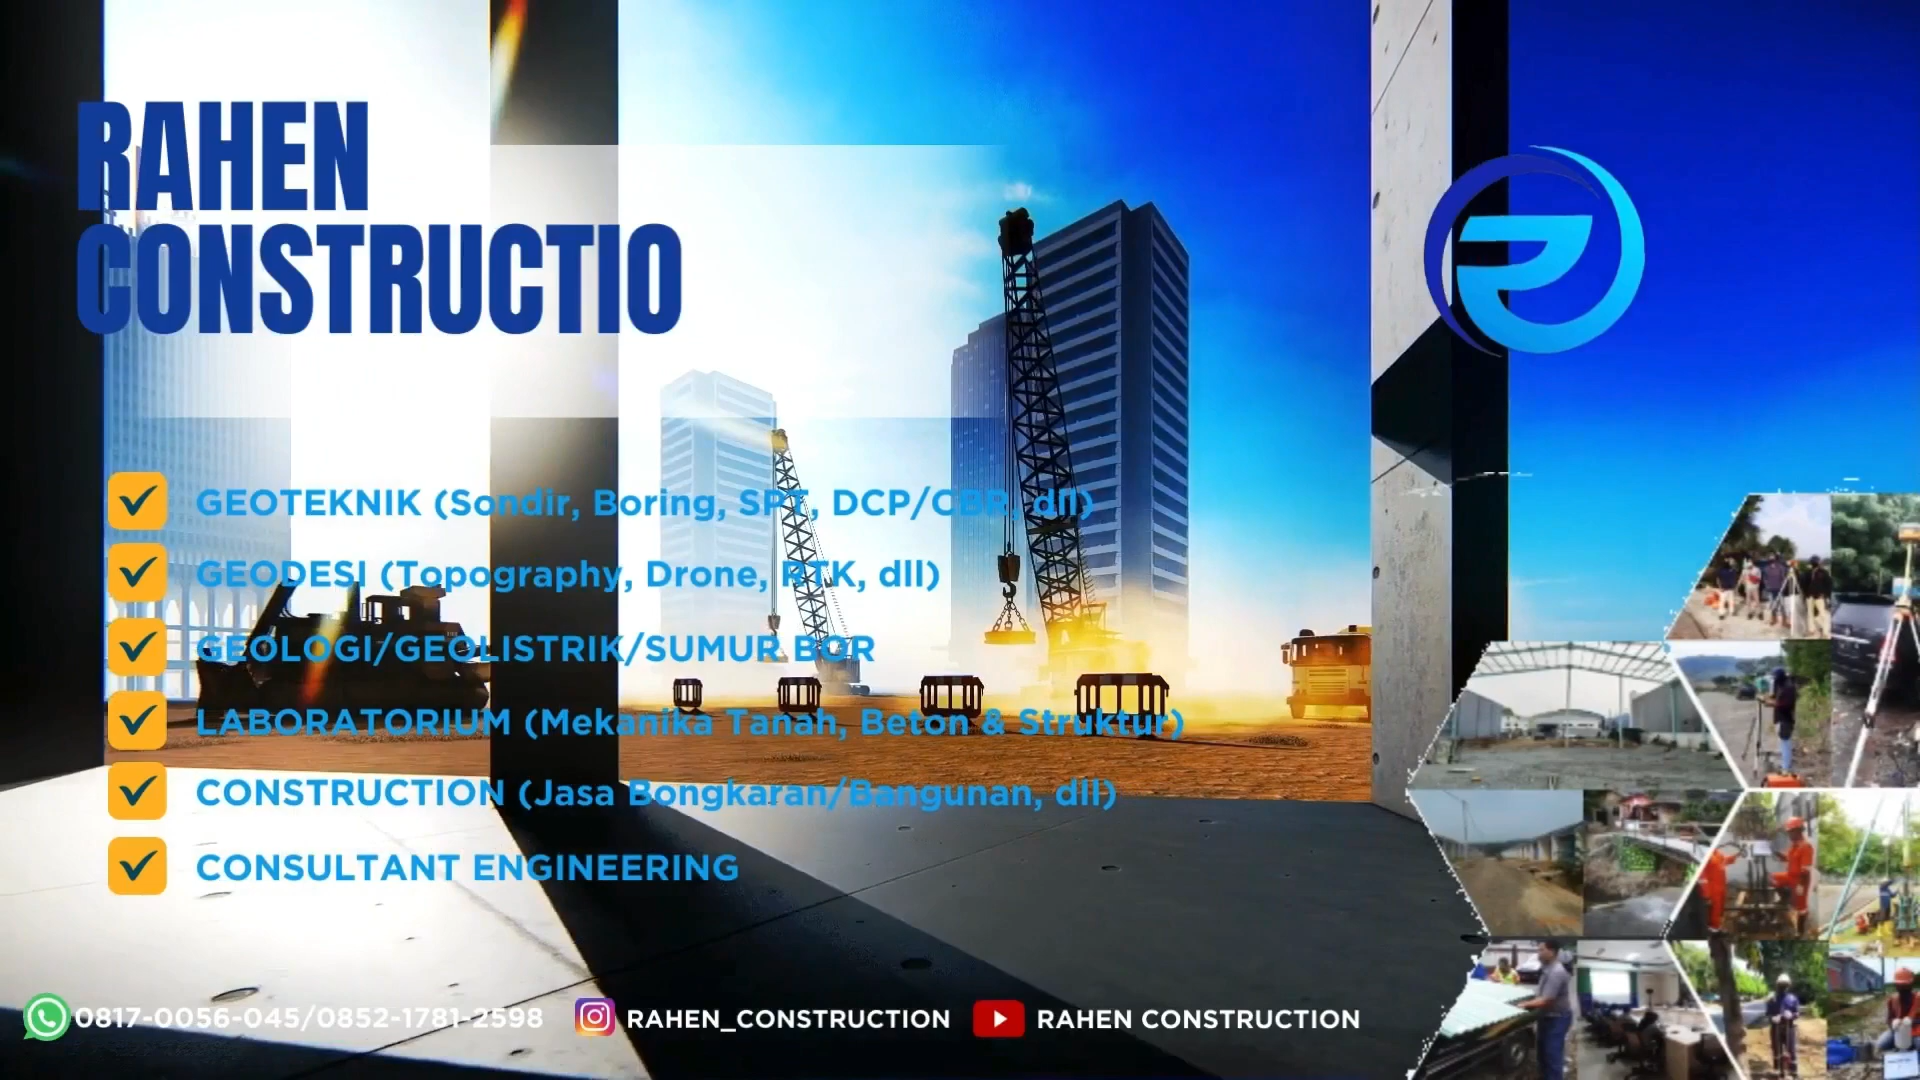 RAHEN
CONSTRUCTIO
GEOTEKNIK (Sondir, Boring, SPT, DCP/CBR, dll)
GEODESI (Topography, Drone, RTK, dll)
GEOLOGI/GEOLISTRIK/SUMUR BOR
LABORATORIUM (Mekanika Tanah, Beton & Struktur)
CONSTRUCTION (Jasa Bongkaran/Bangunan, dll)
CONSULTANT ENGINEERING
0817-0056-045/0852-1781-2598 RAHEN_CONSTRUCTION RAHEN CONSTRUCTION